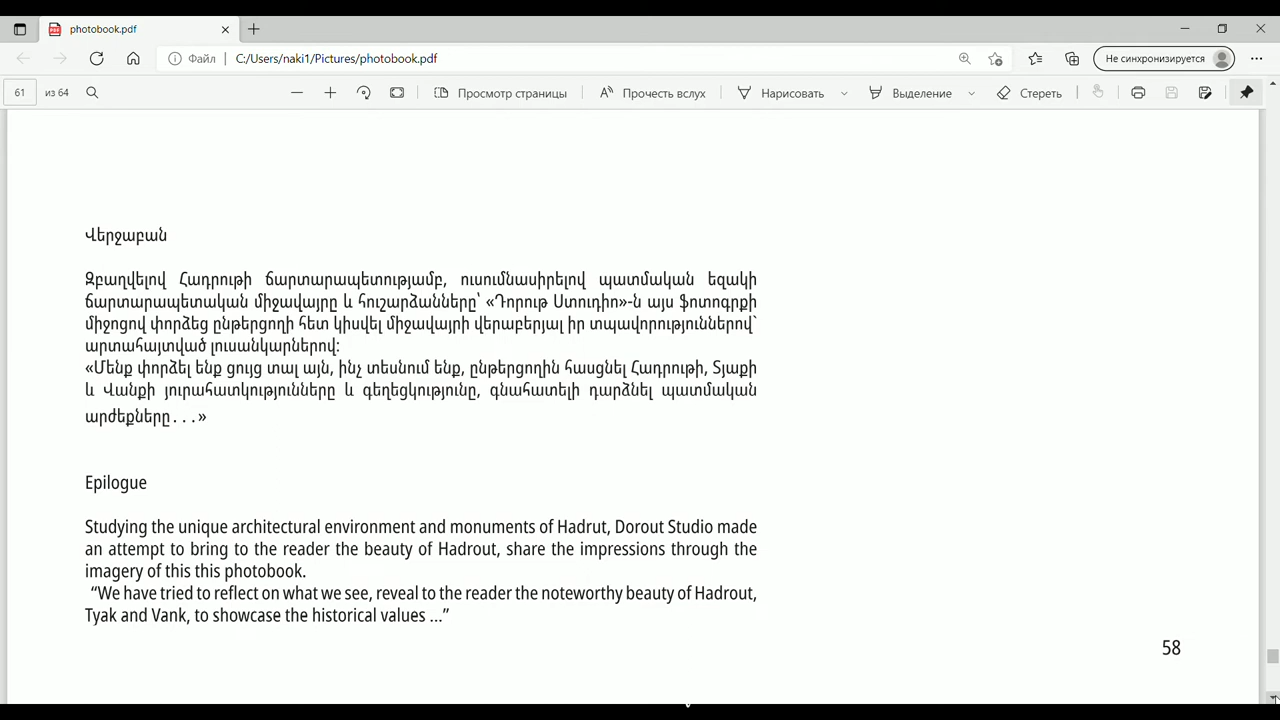 photobook.pdf
Файл C:/Users/naki1/Pictures/photobook.pdf Не синхронизируется
61 из 64 Просмотр страницы Прочесть вслух Нарисовать Выделение Стереть
Վերջաբան
Զբաղվելով Հադրութի ճարտարապետությամբ, ուսումնասիրելով պատմական եզակի
ճարտարապետական միջավայրը և հուշարձանները՝ «Դորութ Ստուդիո»-ն այս ֆոտոգրքի
միջոցով փորձեց ընթերցողի հետ կիսվել միջավայրի վերաբերյալ իր տպավորություններով`
արտահայտված լուսանկարներով:
«Մենք փորձել ենք ցույց տալ այն, ինչ տեսնում ենք, ընթերցողին հասցնել Հադրութի, Տյաքի
և Վանքի յուրահատկությունները և գեղեցկությունը, գնահատելի դարձնել պատմական
արժեքները...»
Epilogue
Studying the unique architectural environment and monuments of Hadrut, Dorout Studio made
an attempt to bring to the reader the beauty of Hadrout, share the impressions through the
imagery of this this photobook.
“We have tried to reflect on what we see, reveal to the reader the noteworthy beauty of Hadrout,
Tyak and Vank, to showcase the historical values ...”
58